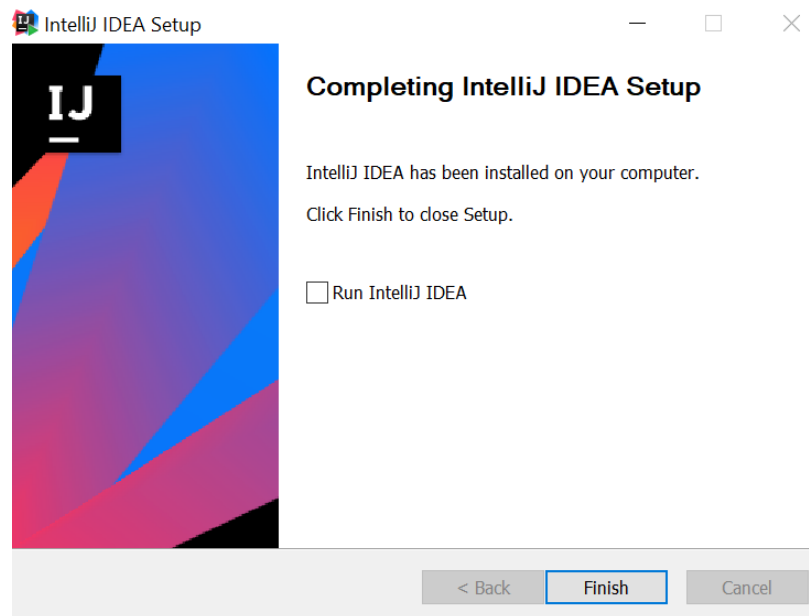 IntelliJ IDEA Setup
IJ
Completing IntelliJ IDEA Setup
IntelliJ IDEA has been installed on your computer.
Click Finish to close Setup.
Run IntelliJ IDEA
< Back Finish Cancel